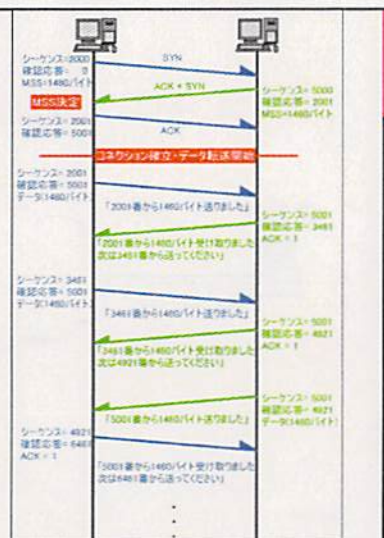 シーケンス=2000
確認応答= 0
MSS=1460バイト
SYN
MSS決定
ACK + SYN
シーケンス= 5000
確認応答= 2001
MSS=1460バイト
シーケンス= 2001
確認応答= 5001
ACK
コネクション確立・データ転送開始
シーケンス= 2001
確認応答= 5001
データ(1460バイト)
「2001番から1460バイト送りました」
シーケンス= 5001
確認応答= 3461
ACK = 1
「2001番から1460バイト受け取りました
次は3461番から送ってください」
シーケンス= 3461
確認応答= 5001
データ(1460バイト)
「3461番から1460バイト送りました」
シーケンス= 5001
確認応答= 4921
ACK = 1
「3461番から1460バイト受け取りました
次は4921番から送ってください」
シーケンス= 5001
確認応答= 4921
データ(1460バイト)
「5001番から1460バイト送りました」
シーケンス= 4921
確認応答= 6461
ACK = 1
「5001番から1460バイト受け取りました
次は6461番から送ってください」